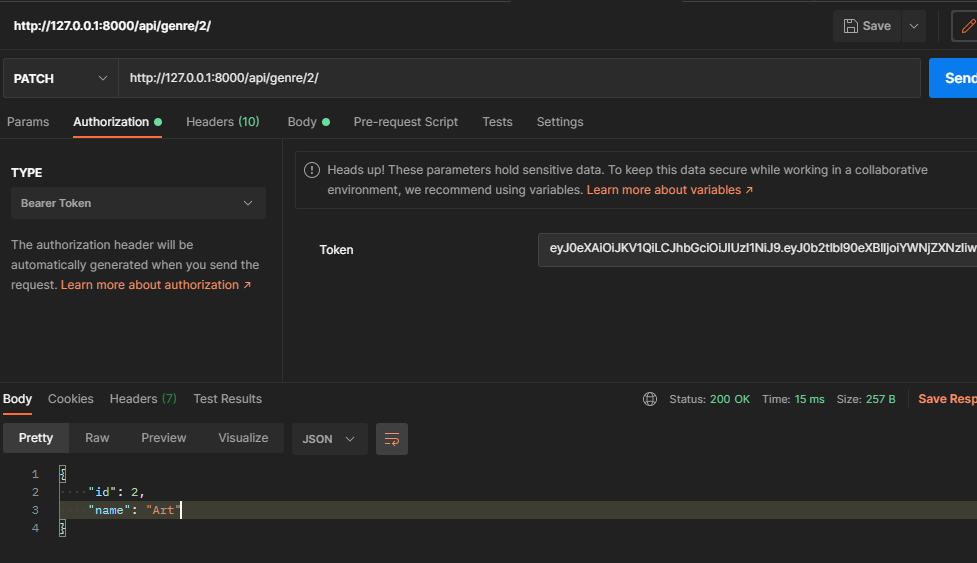 http://127.0.0.1:8000/api/genre/2/
Save
PATCH
http://127.0.0.1:8000/api/genre/2/
Send
Params
Authorization
Headers (10)
Body
Pre-request Script
Tests
Settings
TYPE
Bearer Token
The authorization header will be
automatically generated when you send the
request. Learn more about authorization ↗
Heads up! These parameters hold sensitive data. To keep this data secure while working in a collaborative
environment, we recommend using variables. Learn more about variables ↗
Token
Body
Cookies
Headers (7)
Test Results
Status: 200 OK
Time: 15 ms
Size: 257 B
Save Resp
Pretty
Raw
Preview
Visualize
JSON
1 {
2 "id": 2,
3 "name": "Art"
4 }